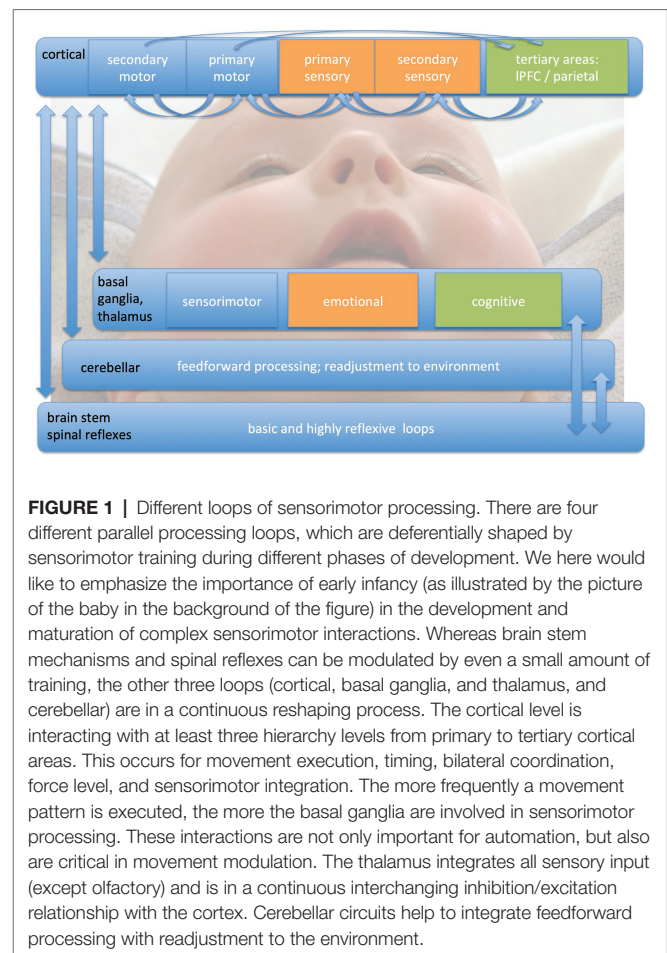 cortical
secondary motor
primary motor
primary sensory
secondary sensory
tertiary areas: lPFC / parietal
basal ganglia, thalamus
sensorimotor
emotional
cognitive
cerebellar
feedforward processing; readjustment to environment
brain stem
spinal reflexes
basic and highly reflexive loops
FIGURE 1 | Different loops of sensorimotor processing. There are four
different parallel processing loops, which are deferentially shaped by
sensorimotor training during different phases of development. We here would
like to emphasize the importance of early infancy (as illustrated by the picture
of the baby in the background of the figure) in the development and
maturation of complex sensorimotor interactions. Whereas brain stem
mechanisms and spinal reflexes can be modulated by even a small amount of
training, the other three loops (cortical, basal ganglia, and thalamus, and
cerebellar) are in a continuous reshaping process. The cortical level is
interacting with at least three hierarchy levels from primary to tertiary cortical
areas. This occurs for movement execution, timing, bilateral coordination,
force level, and sensorimotor integration. The more frequently a movement
pattern is executed, the more the basal ganglia are involved in sensorimotor
processing. These interactions are not only important for automation, but also
are critical in movement modulation. The thalamus integrates all sensory input
(except olfactory) and is in a continuous interchanging inhibition/excitation
relationship with the cortex. Cerebellar circuits help to integrate feedforward
processing with readjustment to the environment.